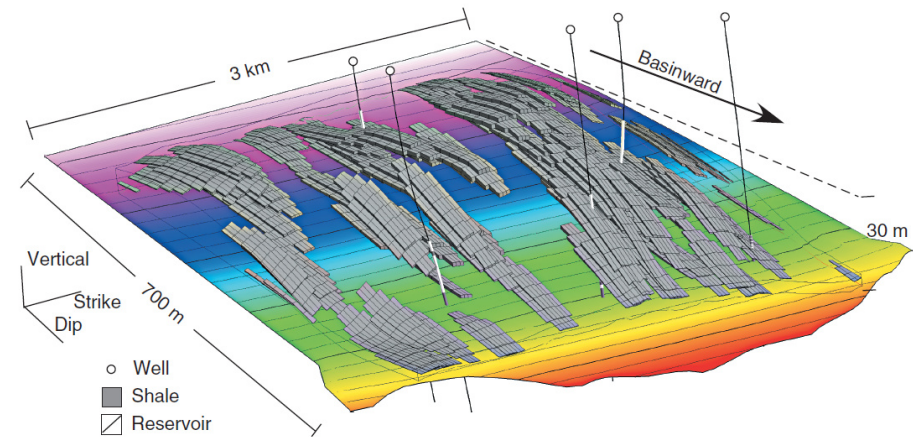 3 km
Basinward
30 m
Vertical
Strike
Dip
700 m
Well
Shale
Reservoir